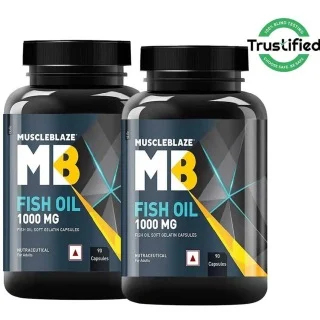 Trustified
MUSCLEBLAZE
MB
FISH OIL
1000 MG
FISH OIL SOFT GELATIN CAPSULES
NUTRACEUTICAL
For Adults
90
Capsules
MUSCLEBLAZE
MB
FISH OIL
1000 MG
FISH OIL SOFT GELATIN CAPSULES
NUTRACEUTICAL
For Adults
90
Capsules